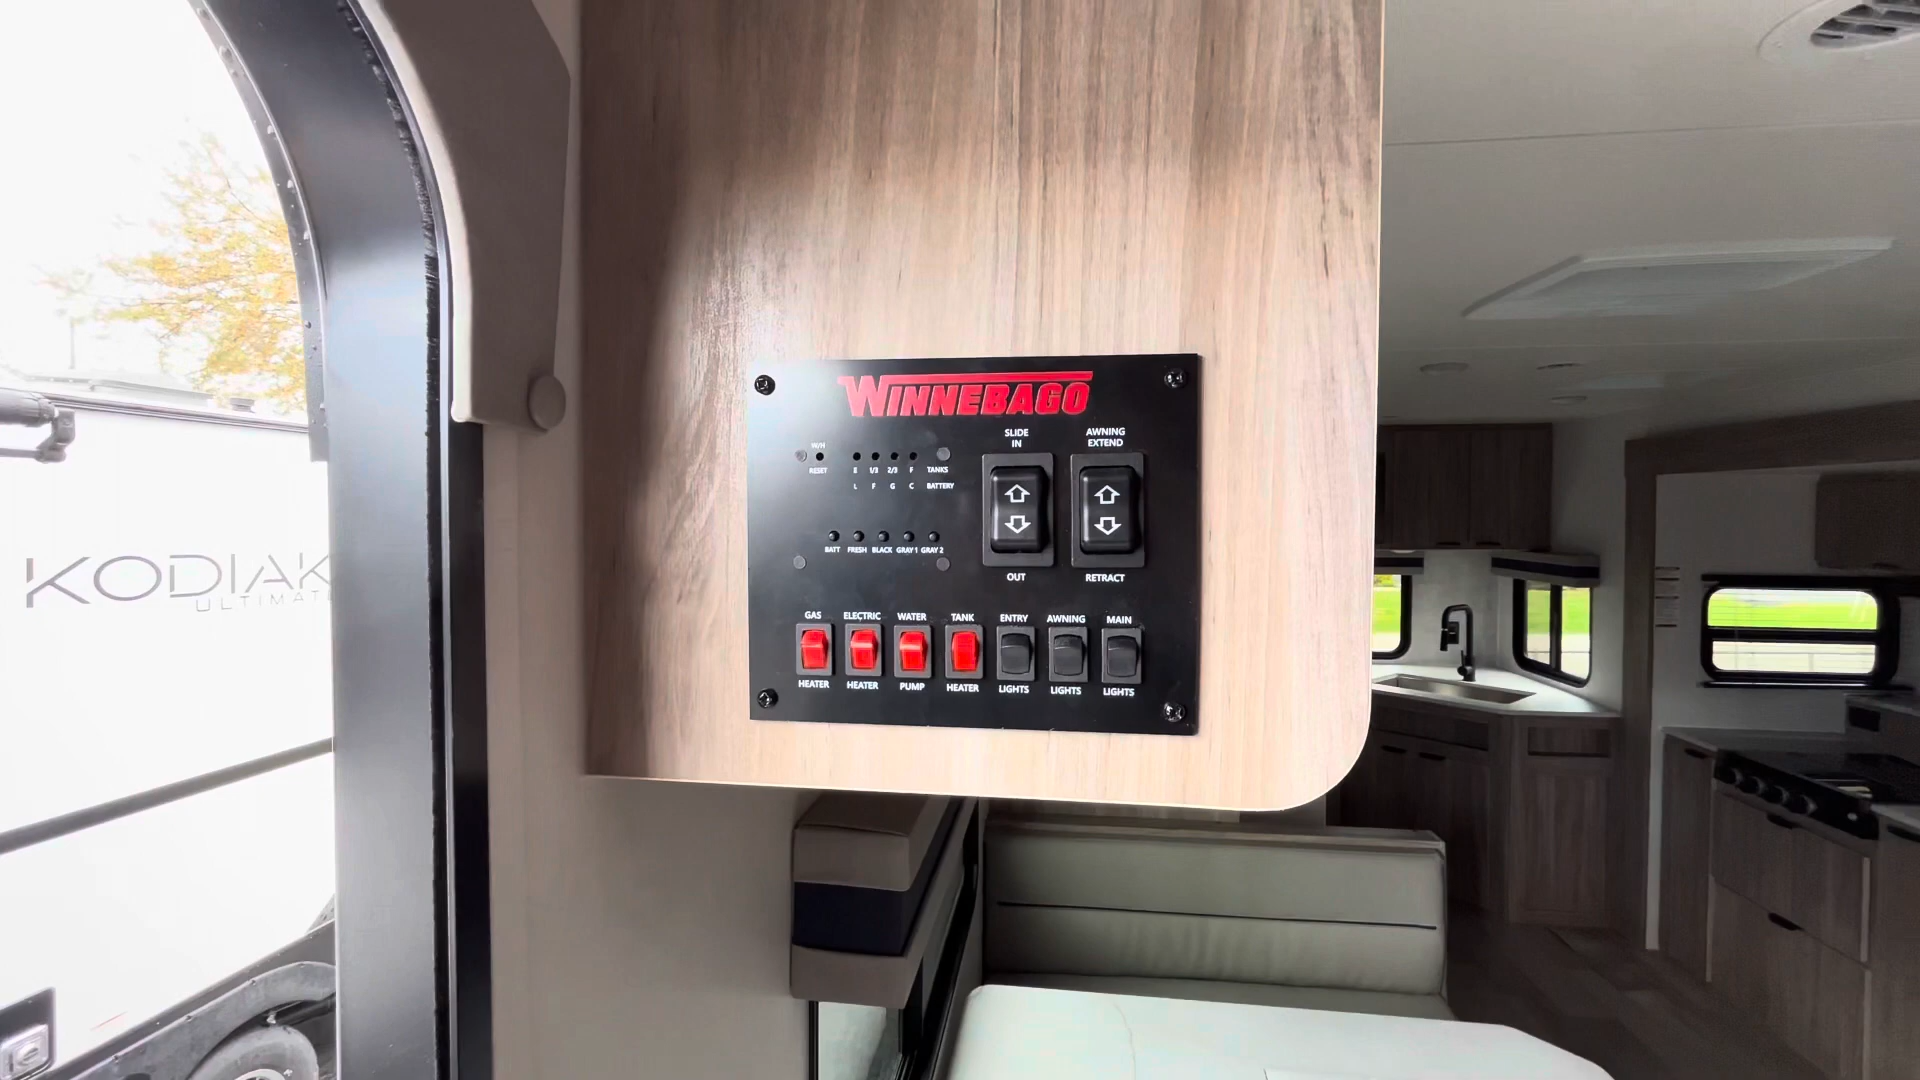 WINNEBAGO
SLIDE
IN
AWNING
EXTEND
W/H
RESET
E 1/3 2/3 F TANKS
L F G C BATTERY
BATT FRESH BLACK GRAY 1 GRAY 2
OUT
RETRACT
GAS ELECTRIC WATER TANK ENTRY AWNING MAIN
HEATER HEATER PUMP HEATER LIGHTS LIGHTS LIGHTS
KODIAK
ULTIMATE